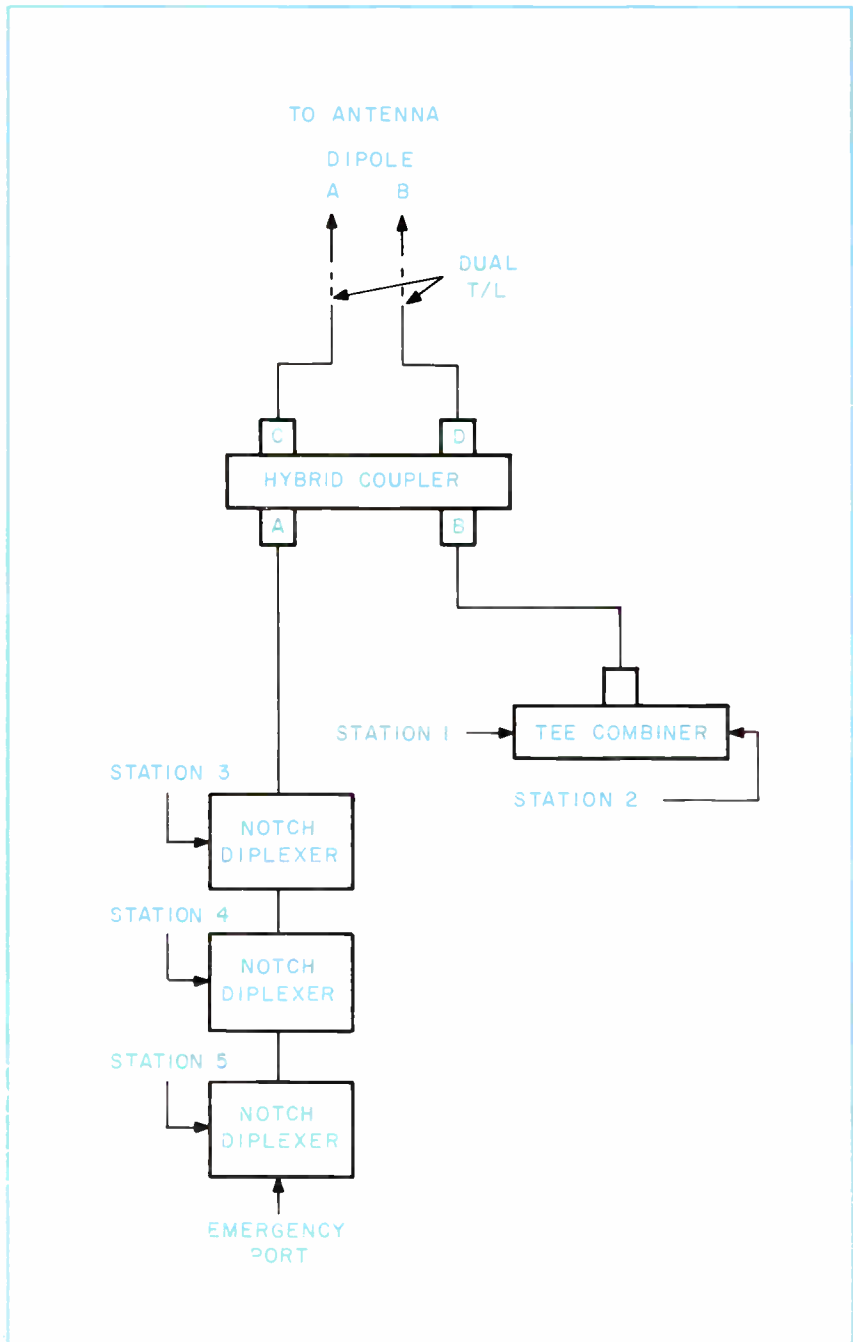 TO ANTENNA
DIPOLE
A B
DUAL
T/L
C D
HYBRID COUPLER
A B
STATION 1
TEE COMBINER
STATION 2
STATION 3
NOTCH
DIPLEXER
STATION 4
NOTCH
DIPLEXER
STATION 5
NOTCH
DIPLEXER
EMERGENCY
PORT